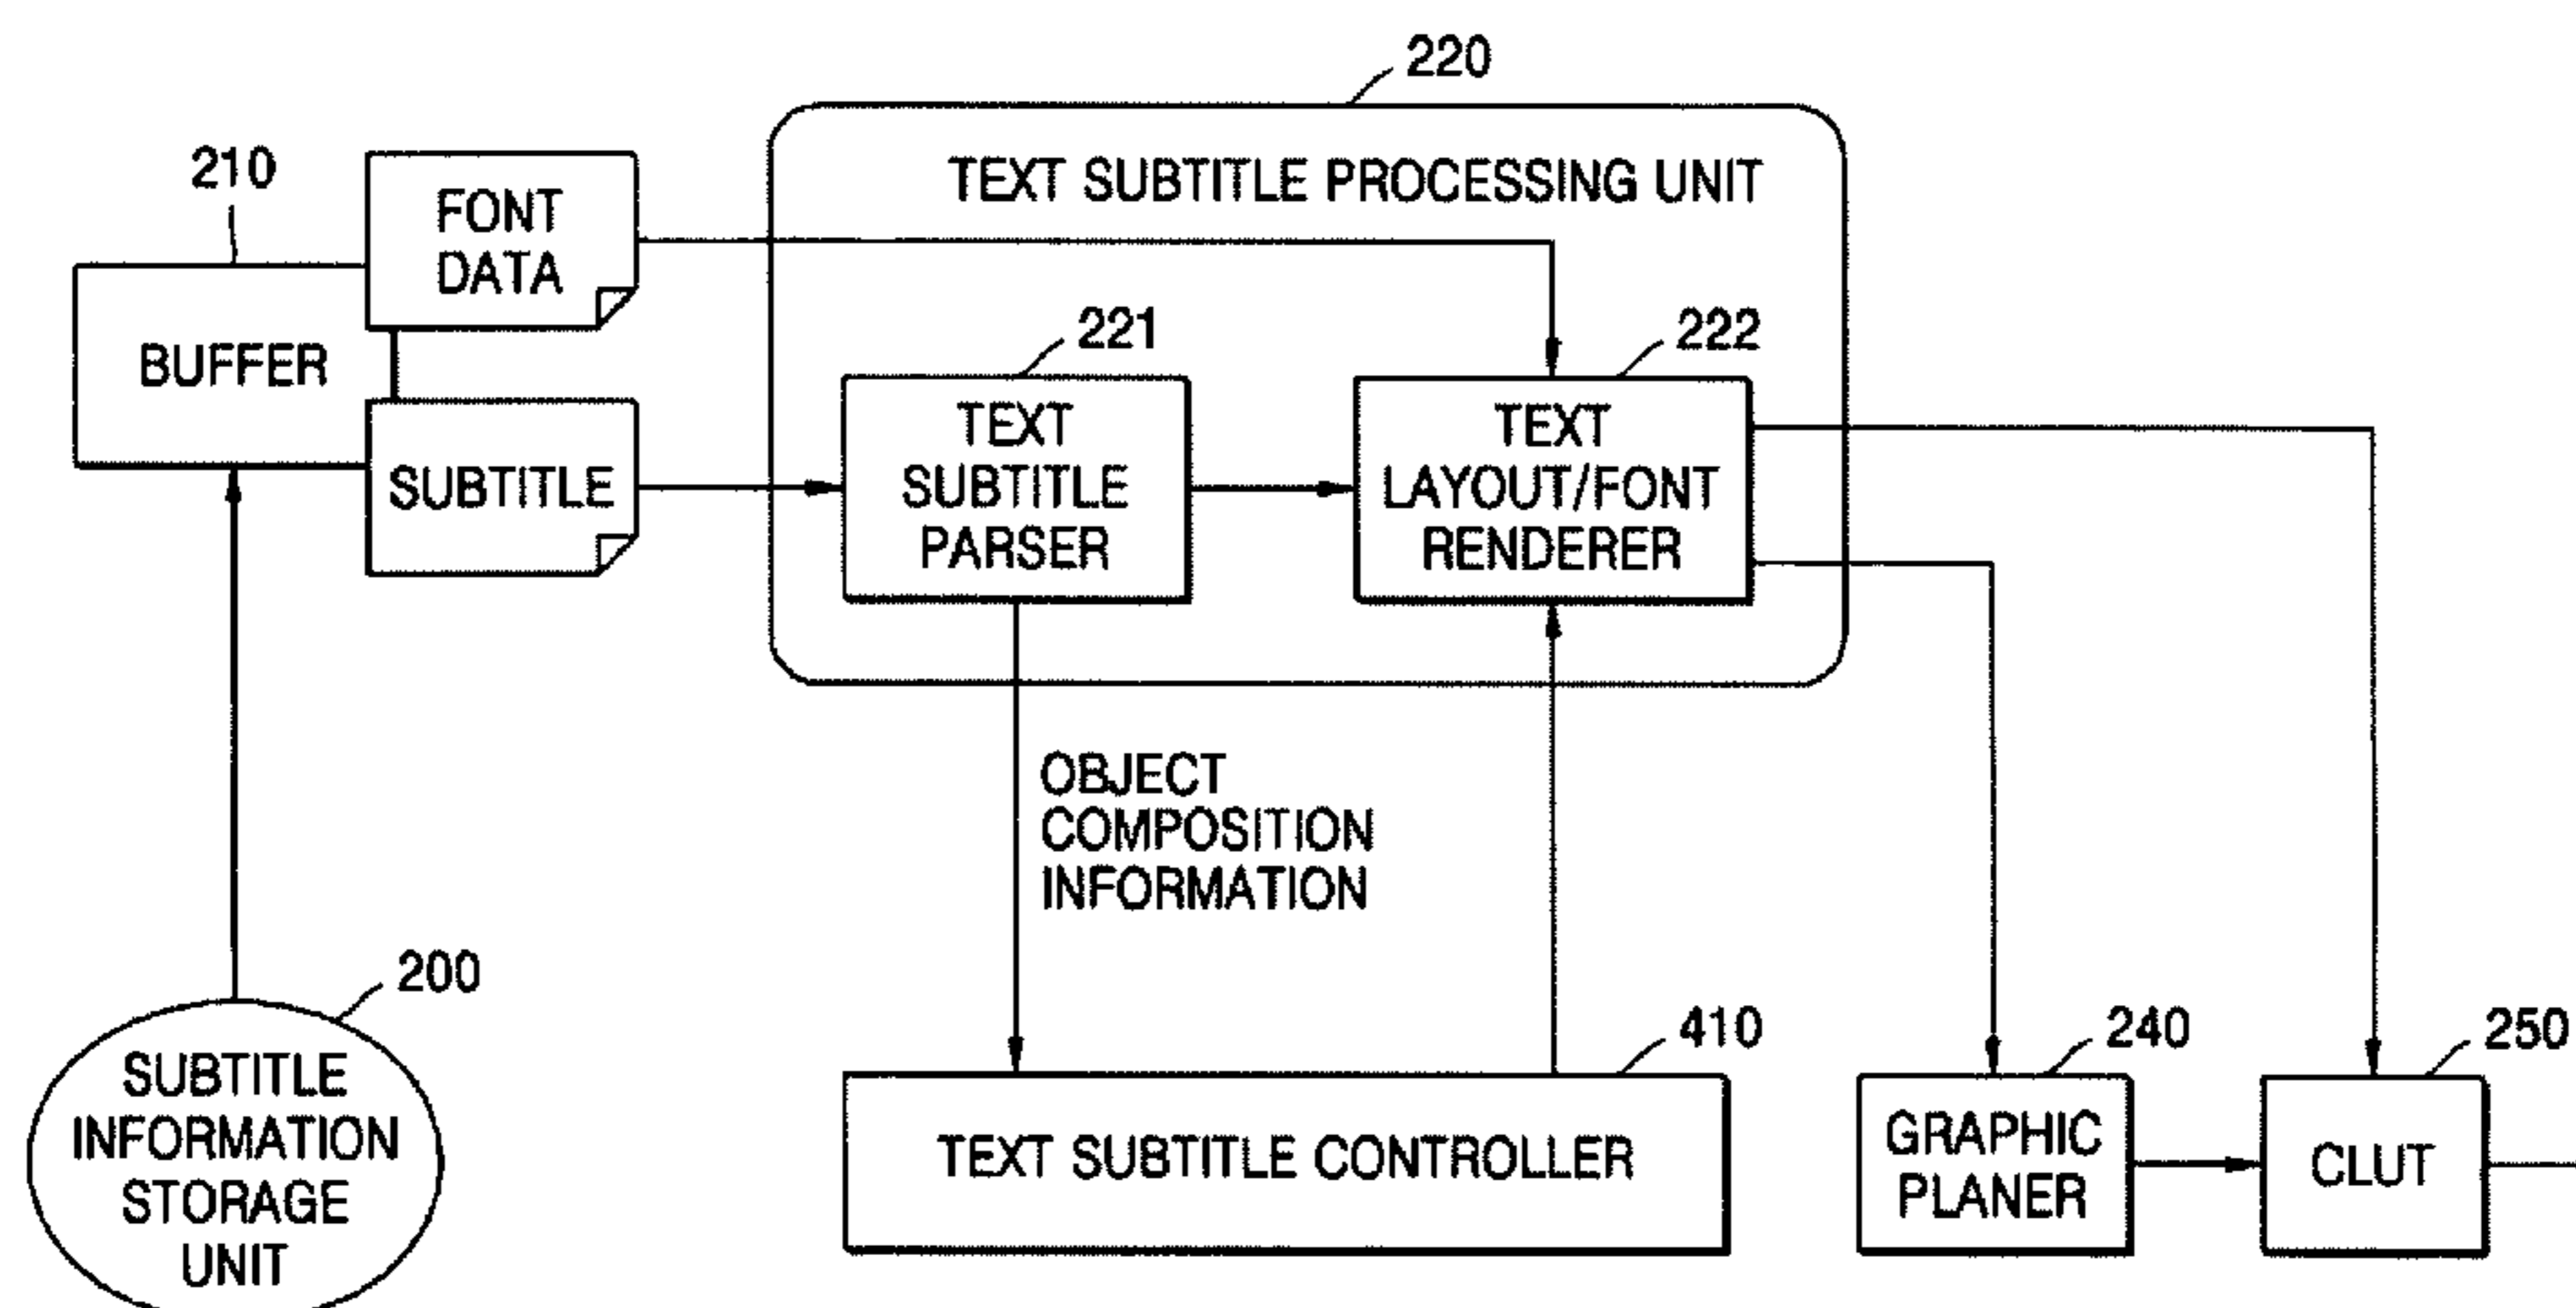 220
210
FONT
DATA
TEXT SUBTITLE PROCESSING UNIT
BUFFER
221
222
SUBTITLE
TEXT
SUBTITLE
PARSER
TEXT
LAYOUT/FONT
RENDERER
OBJECT
COMPOSITION
INFORMATION
200
SUBTITLE
INFORMATION
STORAGE
UNIT
410
TEXT SUBTITLE CONTROLLER
240
GRAPHIC
PLANER
250
CLUT